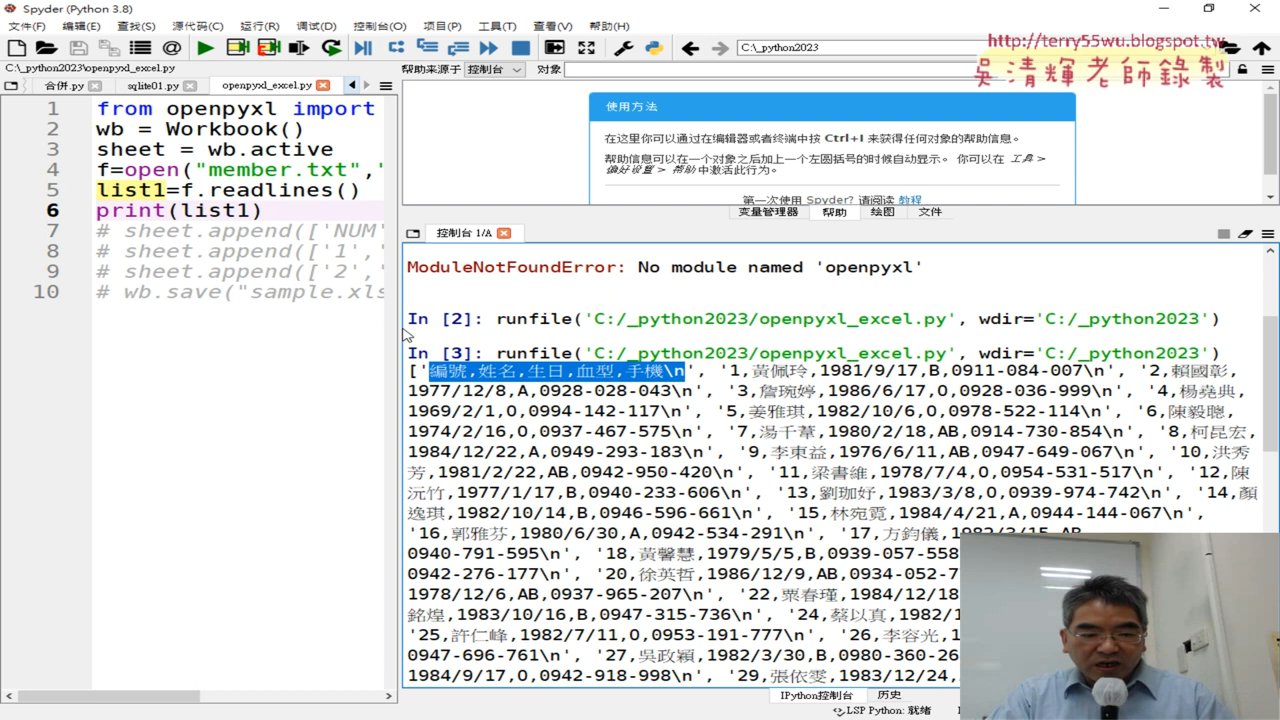 Spyder (Python 3.8)
文件(F) 编辑(E) 查找(S) 源代码(C) 运行(R) 调试(D) 控制台(O) 项目(P) 工具(T) 查看(V) 帮助(H)
C:\_python2023
http://terry55wu.blogspot.tw
吳清輝老師錄製
C:\_python2023\openpyxl_excel.py
帮助来源于 控制台 对象
合併.py sqlite01.py openpyxl_excel.py
1 from openpyxl import
2 wb = Workbook()
3 sheet = wb.active
4 f=open("member.txt",'
5 list1=f.readlines()
6 print(list1)
7 # sheet.append(['NUM'
8 # sheet.append(['1',
9 # sheet.append(['2',
10 # wb.save("sample.xls
使用方法
在这里你可以通过在编辑器或者终端中按 Ctrl+I 来获得任何对象的帮助信息。
帮助信息可以在一个对象之后加上一个左圆括号的时候自动显示。 你可以在 工具 >
偏好设置 > 帮助 中激活此行为。
第一次使用 Spyder? 请阅读 教程
变量管理器 帮助 绘图 文件
控制台 1/A
ModuleNotFoundError: No module named 'openpyxl'
In [2]: runfile('C:/_python2023/openpyxl_excel.py', wdir='C:/_python2023')
In [3]: runfile('C:/_python2023/openpyxl_excel.py', wdir='C:/_python2023')
['编號,姓名,生日,血型,手機\n', '1,黃佩玲,1981/9/17,B,0911-084-007\n', '2,賴國彰,
1977/12/8,A,0928-028-043\n', '3,詹琬婷,1986/6/17,O,0928-036-999\n', '4,楊堯典,
1969/2/1,O,0994-142-117\n', '5,姜雅琪,1982/10/6,O,0978-522-114\n', '6,陳毅聰,
1974/2/16,O,0937-467-575\n', '7,湯千葦,1980/2/18,AB,0914-730-854\n', '8,柯昆宏,
1984/12/22,A,0949-293-183\n', '9,李東益,1976/6/11,AB,0947-649-067\n', '10,洪秀
芳,1981/2/22,AB,0942-950-420\n', '11,梁書維,1978/7/4,O,0954-531-517\n', '12,陳
沅竹,1977/1/17,B,0940-233-606\n', '13,劉珈妤,1983/3/8,O,0939-974-742\n', '14,顏
逸琪,1982/10/14,B,0946-596-661\n', '15,林宛霓,1984/4/21,A,0944-144-067\n',
'16,郭雅芬,1980/6/30,A,0942-534-291\n', '17,方鈞儀,1982/3/15,AB,
0940-791-595\n', '18,黃馨慧,1979/5/5,B,0939-057-558
0942-276-177\n', '20,徐英哲,1986/12/9,AB,0934-052-7
1978/12/6,AB,0937-965-207\n', '22,粟春瑾,1984/12/18
銘煌,1983/10/16,B,0947-315-736\n', '24,蔡以真,1982/1
'25,許仁峰,1982/7/11,O,0953-191-777\n', '26,李容光,
0947-696-761\n', '27,吳政穎,1982/3/30,B,0980-360-26
1984/9/17,O,0942-918-998\n', '29,張依雯,1983/12/24,
IPython控制台 历史
LSP Python: 就绪